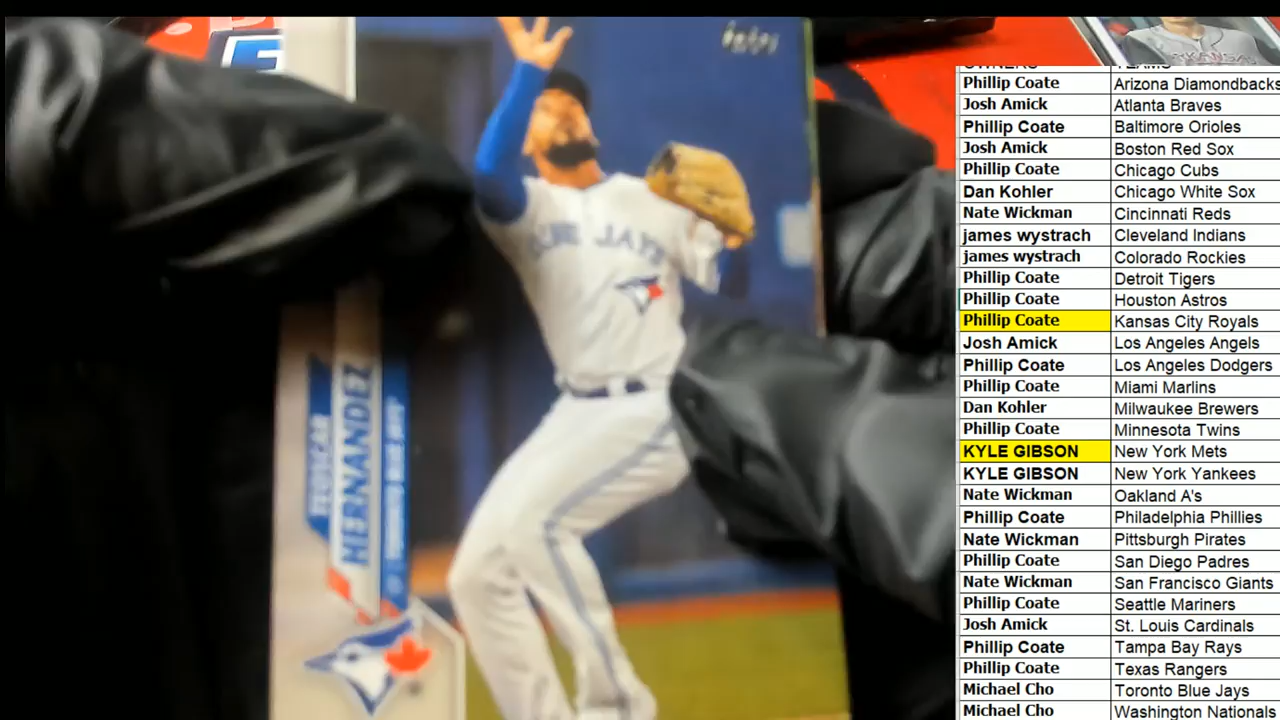 topps
BLUE JAYS
TEOSCAR
HERNANDEZ
TORONTO BLUE JAYS
OWNERS TEAMS
Phillip Coate Arizona Diamondbacks
Josh Amick Atlanta Braves
Phillip Coate Baltimore Orioles
Josh Amick Boston Red Sox
Phillip Coate Chicago Cubs
Dan Kohler Chicago White Sox
Nate Wickman Cincinnati Reds
james wystrach Cleveland Indians
james wystrach Colorado Rockies
Phillip Coate Detroit Tigers
Phillip Coate Houston Astros
Phillip Coate Kansas City Royals
Josh Amick Los Angeles Angels
Phillip Coate Los Angeles Dodgers
Phillip Coate Miami Marlins
Dan Kohler Milwaukee Brewers
Phillip Coate Minnesota Twins
KYLE GIBSON New York Mets
KYLE GIBSON New York Yankees
Nate Wickman Oakland A's
Phillip Coate Philadelphia Phillies
Nate Wickman Pittsburgh Pirates
Phillip Coate San Diego Padres
Nate Wickman San Francisco Giants
Phillip Coate Seattle Mariners
Josh Amick St. Louis Cardinals
Phillip Coate Tampa Bay Rays
Phillip Coate Texas Rangers
Michael Cho Toronto Blue Jays
Michael Cho Washington Nationals